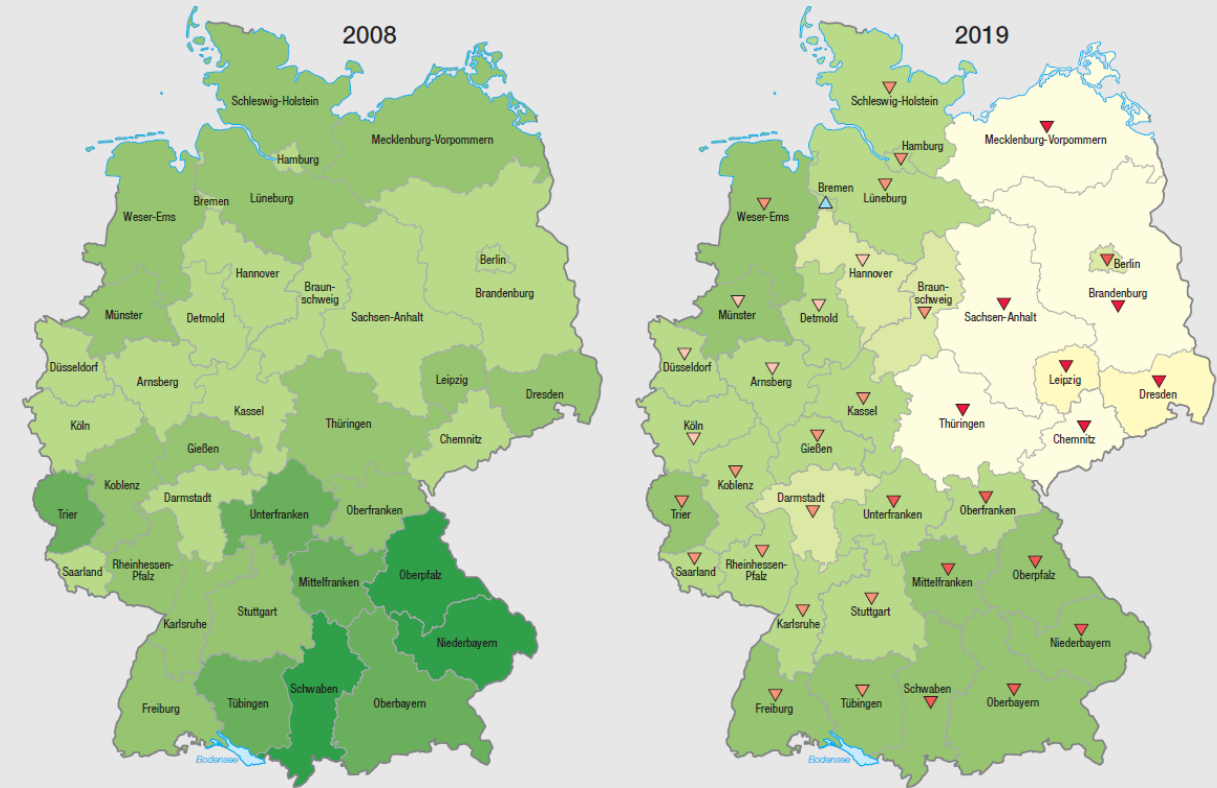 2008
Schleswig-Holstein
Mecklenburg-Vorpommern
Hamburg
Bremen
Lüneburg
Weser-Ems
Berlin
Hannover
Braun-
schweig
Brandenburg
Münster
Detmold
Sachsen-Anhalt
Düsseldorf
Arnsberg
Leipzig
Dresden
Kassel
Köln
Thüringen
Gießen
Chemnitz
Koblenz
Darmstadt
Trier
Unterfranken
Oberfranken
Saarland
Rheinhessen-
Pfalz
Mittelfranken
Oberpfalz
Stuttgart
Karlsruhe
Niederbayern
Schwaben
Freiburg
Tübingen
Oberbayern
Bodensee
2019
Schleswig-Holstein
Mecklenburg-Vorpommern
Hamburg
Bremen
Lüneburg
Weser-Ems
Berlin
Hannover
Braun-
schweig
Brandenburg
Münster
Detmold
Sachsen-Anhalt
Düsseldorf
Arnsberg
Leipzig
Dresden
Kassel
Köln
Thüringen
Gießen
Chemnitz
Koblenz
Darmstadt
Trier
Unterfranken
Oberfranken
Saarland
Rheinhessen-
Pfalz
Mittelfranken
Oberpfalz
Stuttgart
Karlsruhe
Niederbayern
Schwaben
Freiburg
Tübingen
Oberbayern
Bodensee